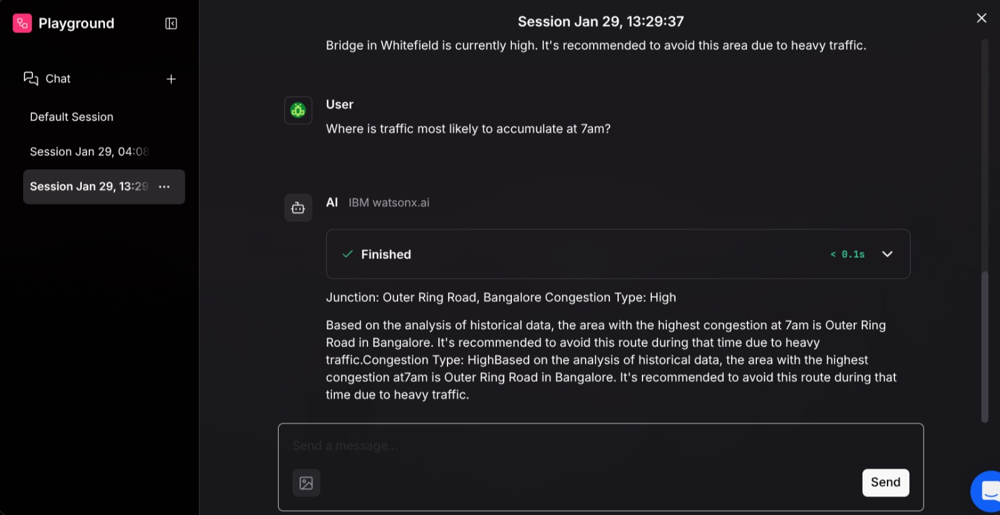 Playground
Chat
Default Session
Session Jan 29, 04:08
Session Jan 29, 13:29
Session Jan 29, 13:29:37
Bridge in Whitefield is currently high. It's recommended to avoid this area due to heavy traffic.
User
Where is traffic most likely to accumulate at 7am?
AI IBM watsonx.ai
Finished
< 0.1s
Junction: Outer Ring Road, Bangalore Congestion Type: High
Based on the analysis of historical data, the area with the highest congestion at 7am is Outer Ring
Road in Bangalore. It's recommended to avoid this route during that time due to heavy
traffic.Congestion Type: HighBased on the analysis of historical data, the area with the highest
congestion at7am is Outer Ring Road in Bangalore. It's recommended to avoid this route during that
time due to heavy traffic.
Send a message...
Send